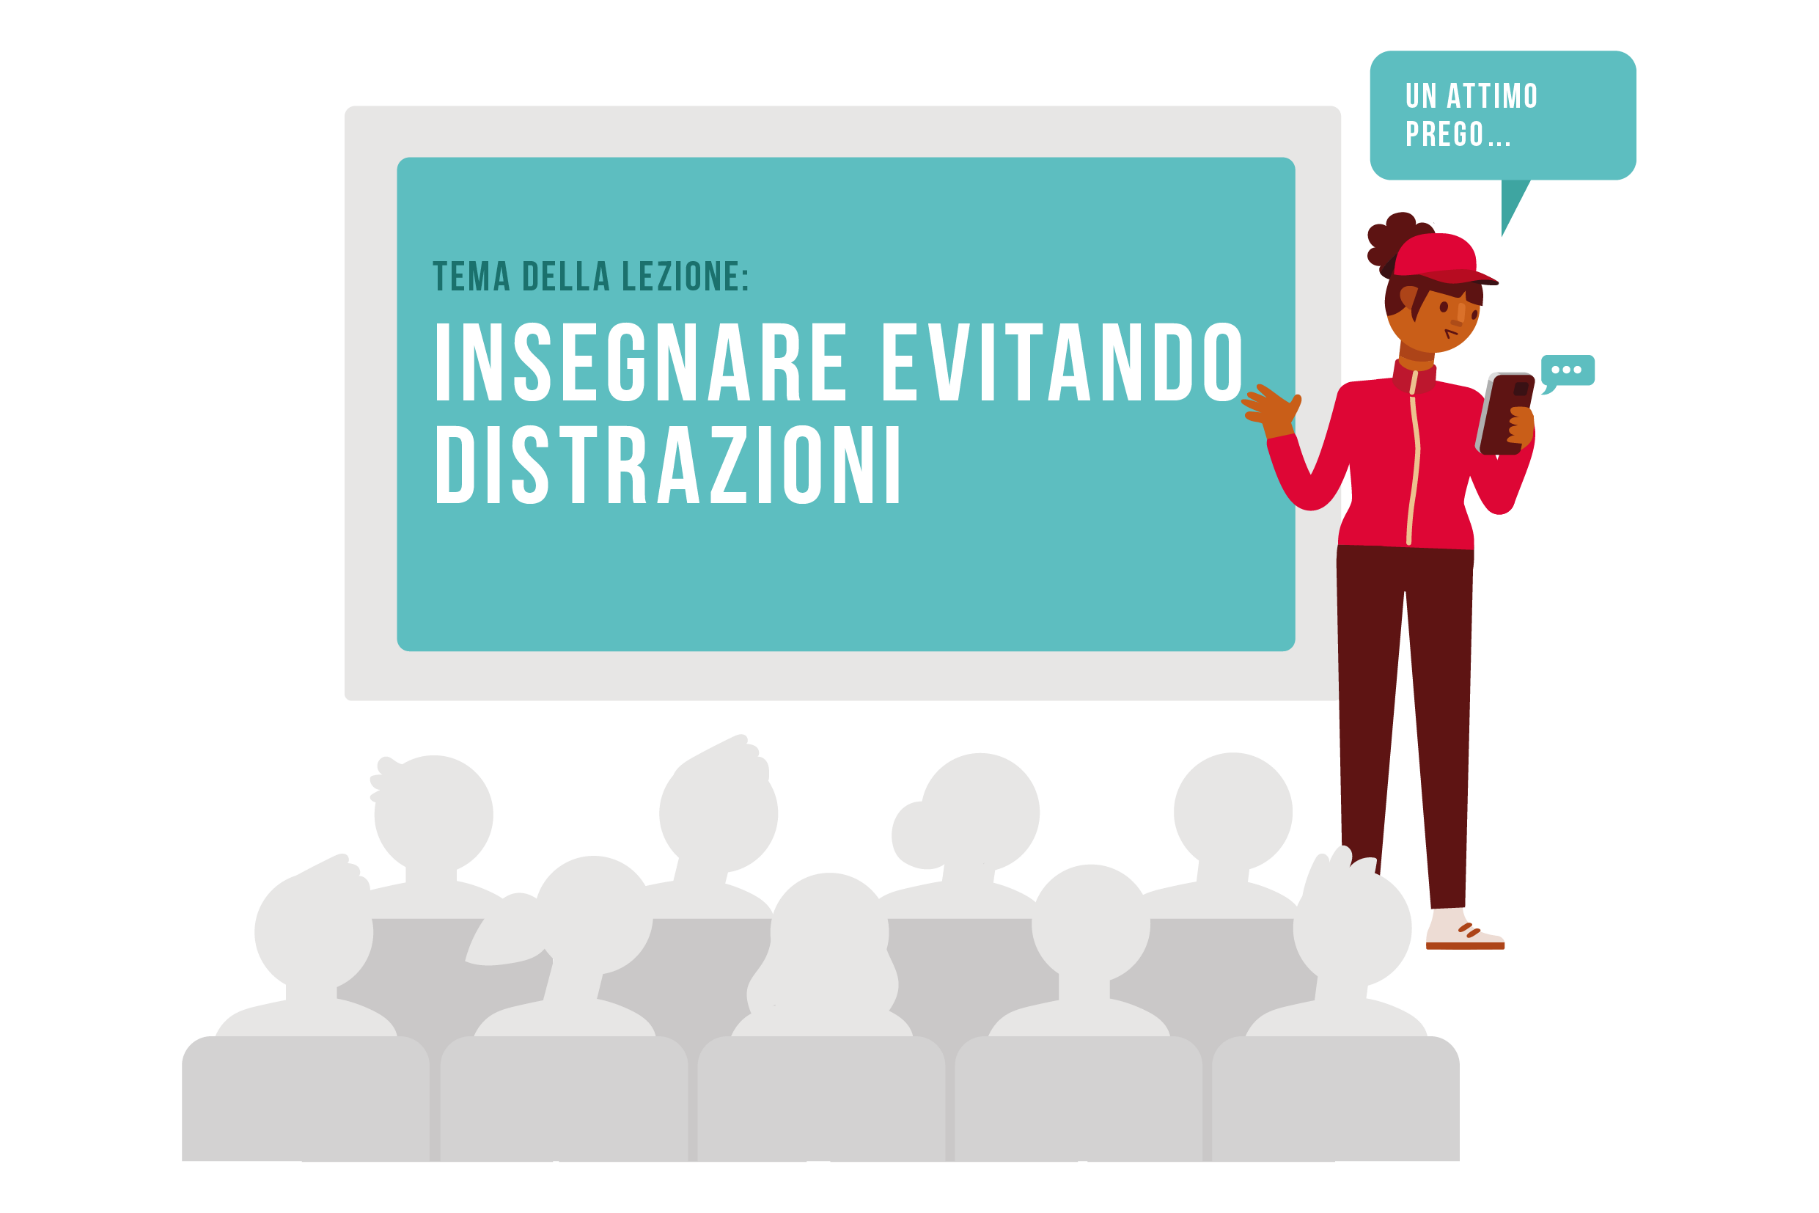 UN ATTIMO
PREGO...
TEMA DELLA LEZIONE:
INSEGNARE EVITANDO
DISTRAZIONI